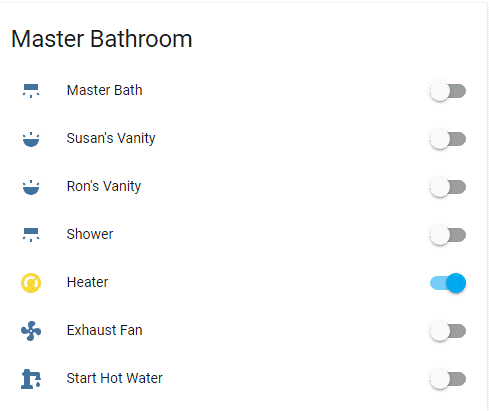 Master Bathroom
Master Bath
Susan's Vanity
Ron's Vanity
Shower
Heater
Exhaust Fan
Start Hot Water